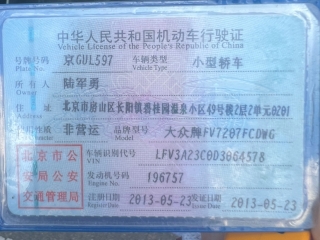 中华人民共和国机动车行驶证
Vehicle License of the People's Republic of China
号牌号码 京GUL597 车辆类型 小型轿车
Plate No. Vehicle Type
所有人 陆军勇
住址 北京市房山区长阳镇碧桂园温泉小区49号楼2层2单元0201
使用性质 非营运 品牌型号 大众牌FV7207FCDWG
北京市公安局公安交通管理局
车辆识别代号 LFV3A23C0D3064578
VIN
发动机号码 196757
Engine No.
注册日期 2013-05-23 发证日期 2013-05-23
Register Date Issue Date